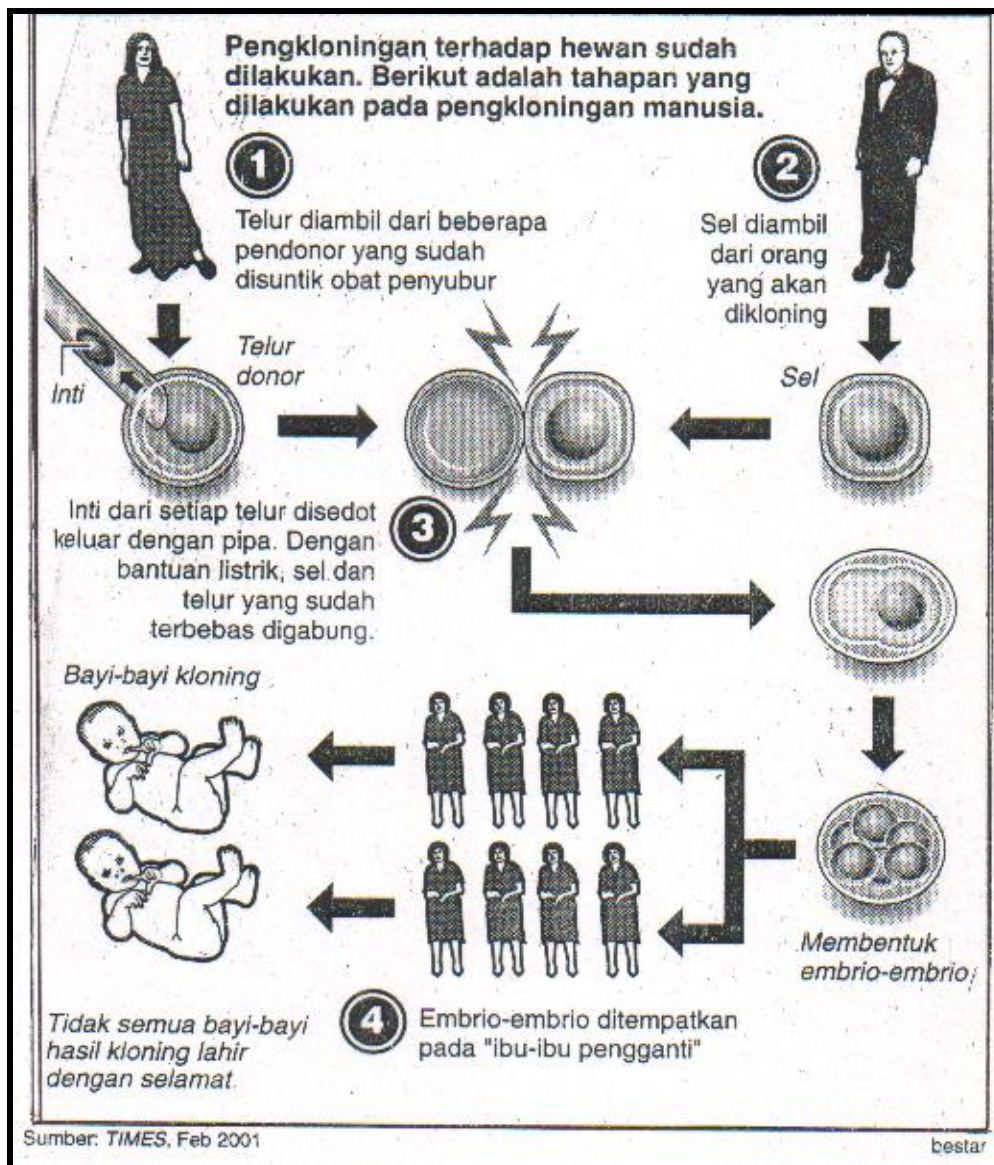 Pengkloningan terhadap hewan sudah
dilakukan. Berikut adalah tahapan yang
dilakukan pada pengkloningan manusia.
1
Telur diambil dari beberapa
pendonor yang sudah
disuntik obat penyubur
2
Sel diambil
dari orang
yang akan
dikloning
Inti
Telur
donor
Sel
Inti dari setiap telur disedot
keluar dengan pipa. Dengan
bantuan listrik, sel dan
telur yang sudah
terbebas digabung.
3
Bayi-bayi kloning
Membentuk
embrio-embrio
4
Embrio-embrio ditempatkan
pada "ibu-ibu pengganti"
Tidak semua bayi-bayi
hasil kloning lahir
dengan selamat.
Sumber: TIMES, Feb 2001
bestar